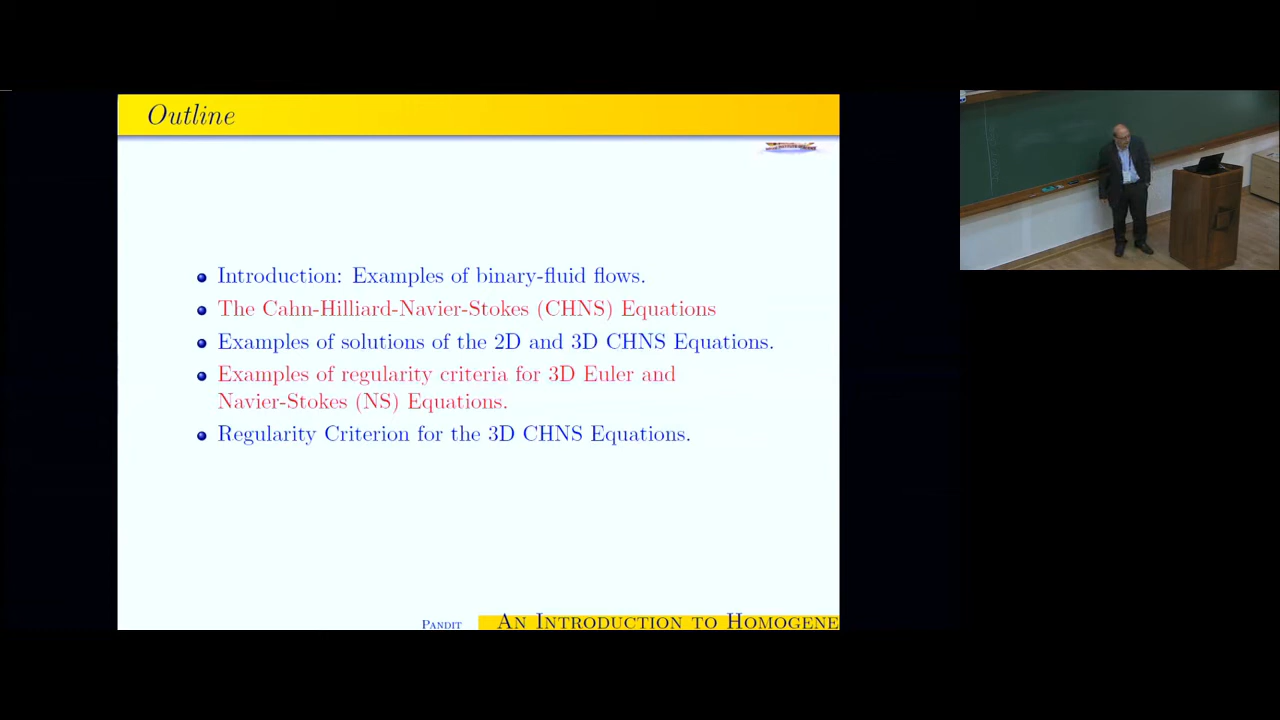 Outline
Introduction: Examples of binary-fluid flows.
The Cahn-Hilliard-Navier-Stokes (CHNS) Equations
Examples of solutions of the 2D and 3D CHNS Equations.
Examples of regularity criteria for 3D Euler and
Navier-Stokes (NS) Equations.
Regularity Criterion for the 3D CHNS Equations.
Pandit
An Introduction to Homogene